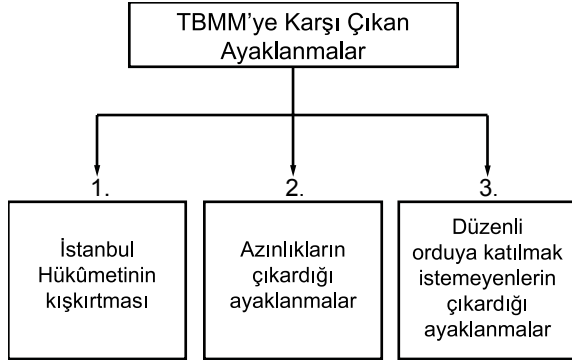 TBMM'ye Karşı Çıkan
Ayaklanmalar
1.
İstanbul
Hükûmetinin
kışkırtması
2.
Azınlıkların
çıkardığı
ayaklanmalar
3.
Düzenli
orduya katılmak
istemeyenlerin
çıkardığı
ayaklanmalar